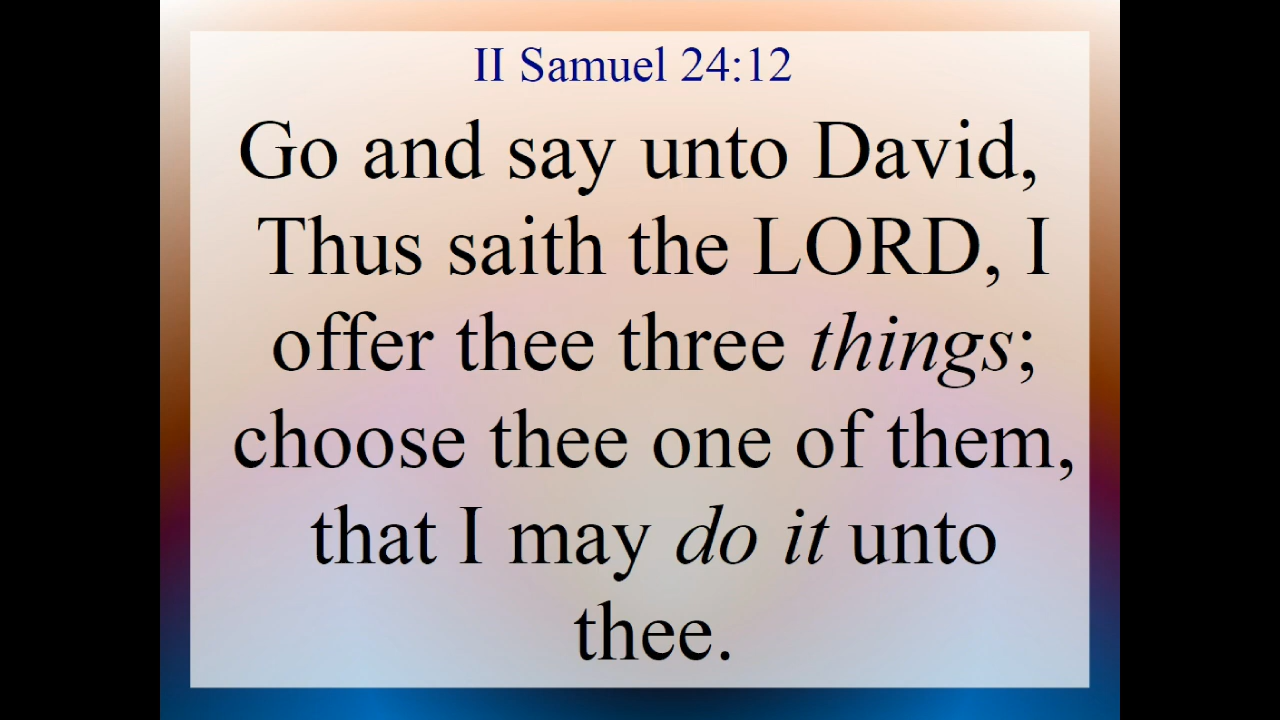 II Samuel 24:12
Go and say unto David,
Thus saith the LORD, I
offer thee three things;
choose thee one of them,
that I may do it unto
thee.